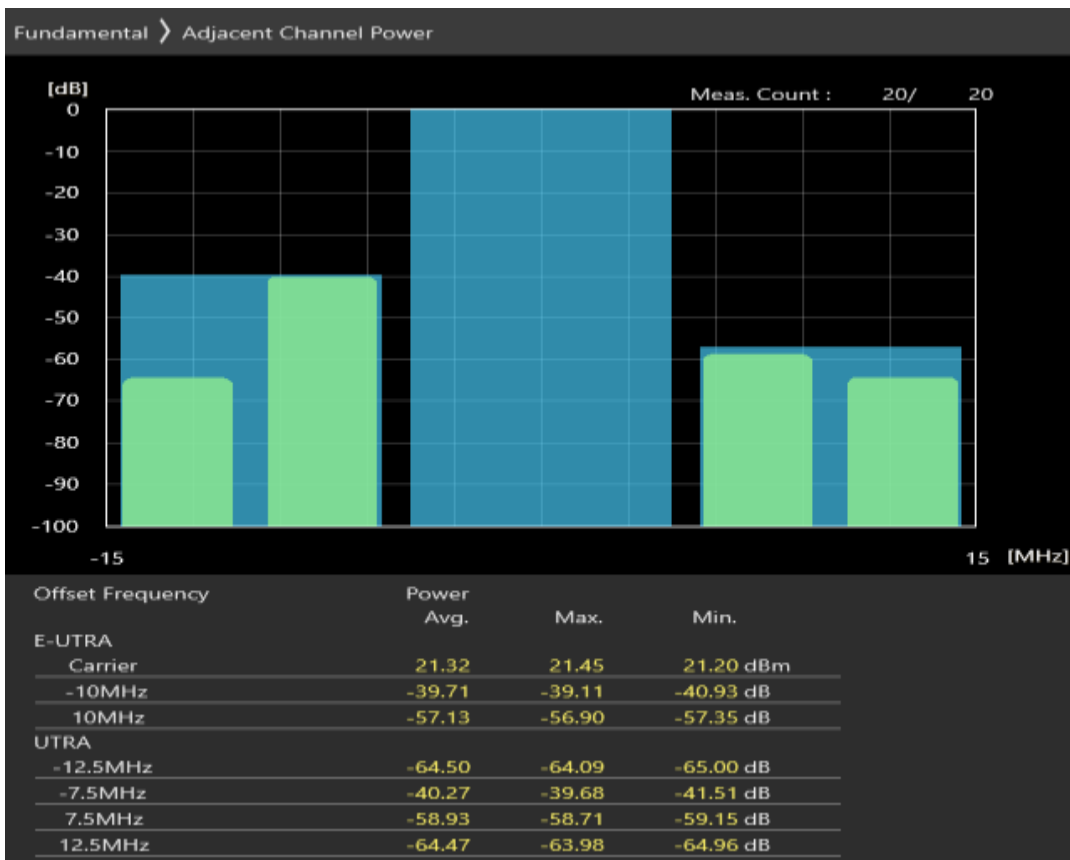 Fundamental 〉 Adjacent Channel Power
[dB]
Meas. Count : 20/ 20
0
-10
-20
-30
-40
-50
-60
-70
-80
-90
-100
-15 15 [MHz]
Offset Frequency Power
Avg. Max. Min.
E-UTRA
Carrier 21.32 21.45 21.20 dBm
-10MHz -39.71 -39.11 -40.93 dB
10MHz -57.13 -56.90 -57.35 dB
UTRA
-12.5MHz -64.50 -64.09 -65.00 dB
-7.5MHz -40.27 -39.68 -41.51 dB
7.5MHz -58.93 -58.71 -59.15 dB
12.5MHz -64.47 -63.98 -64.96 dB